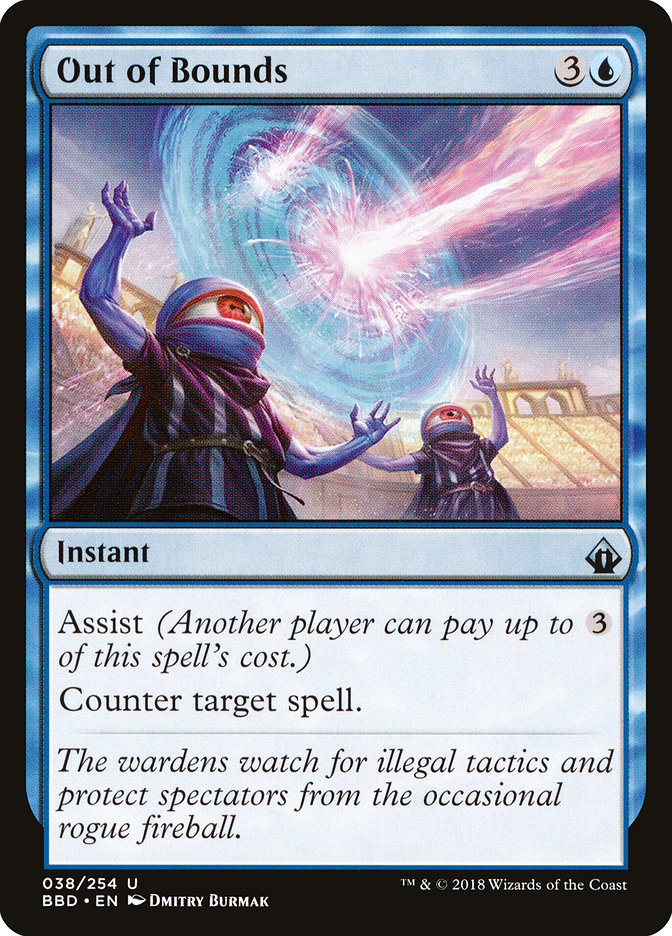 Out of Bounds 3
Instant
Assist (Another player can pay up to 3
of this spell's cost.)
Counter target spell.
The wardens watch for illegal tactics and
protect spectators from the occasional
rogue fireball.
038/254 U
BBD • EN Dmitry Burmak
™ & © 2018 Wizards of the Coast